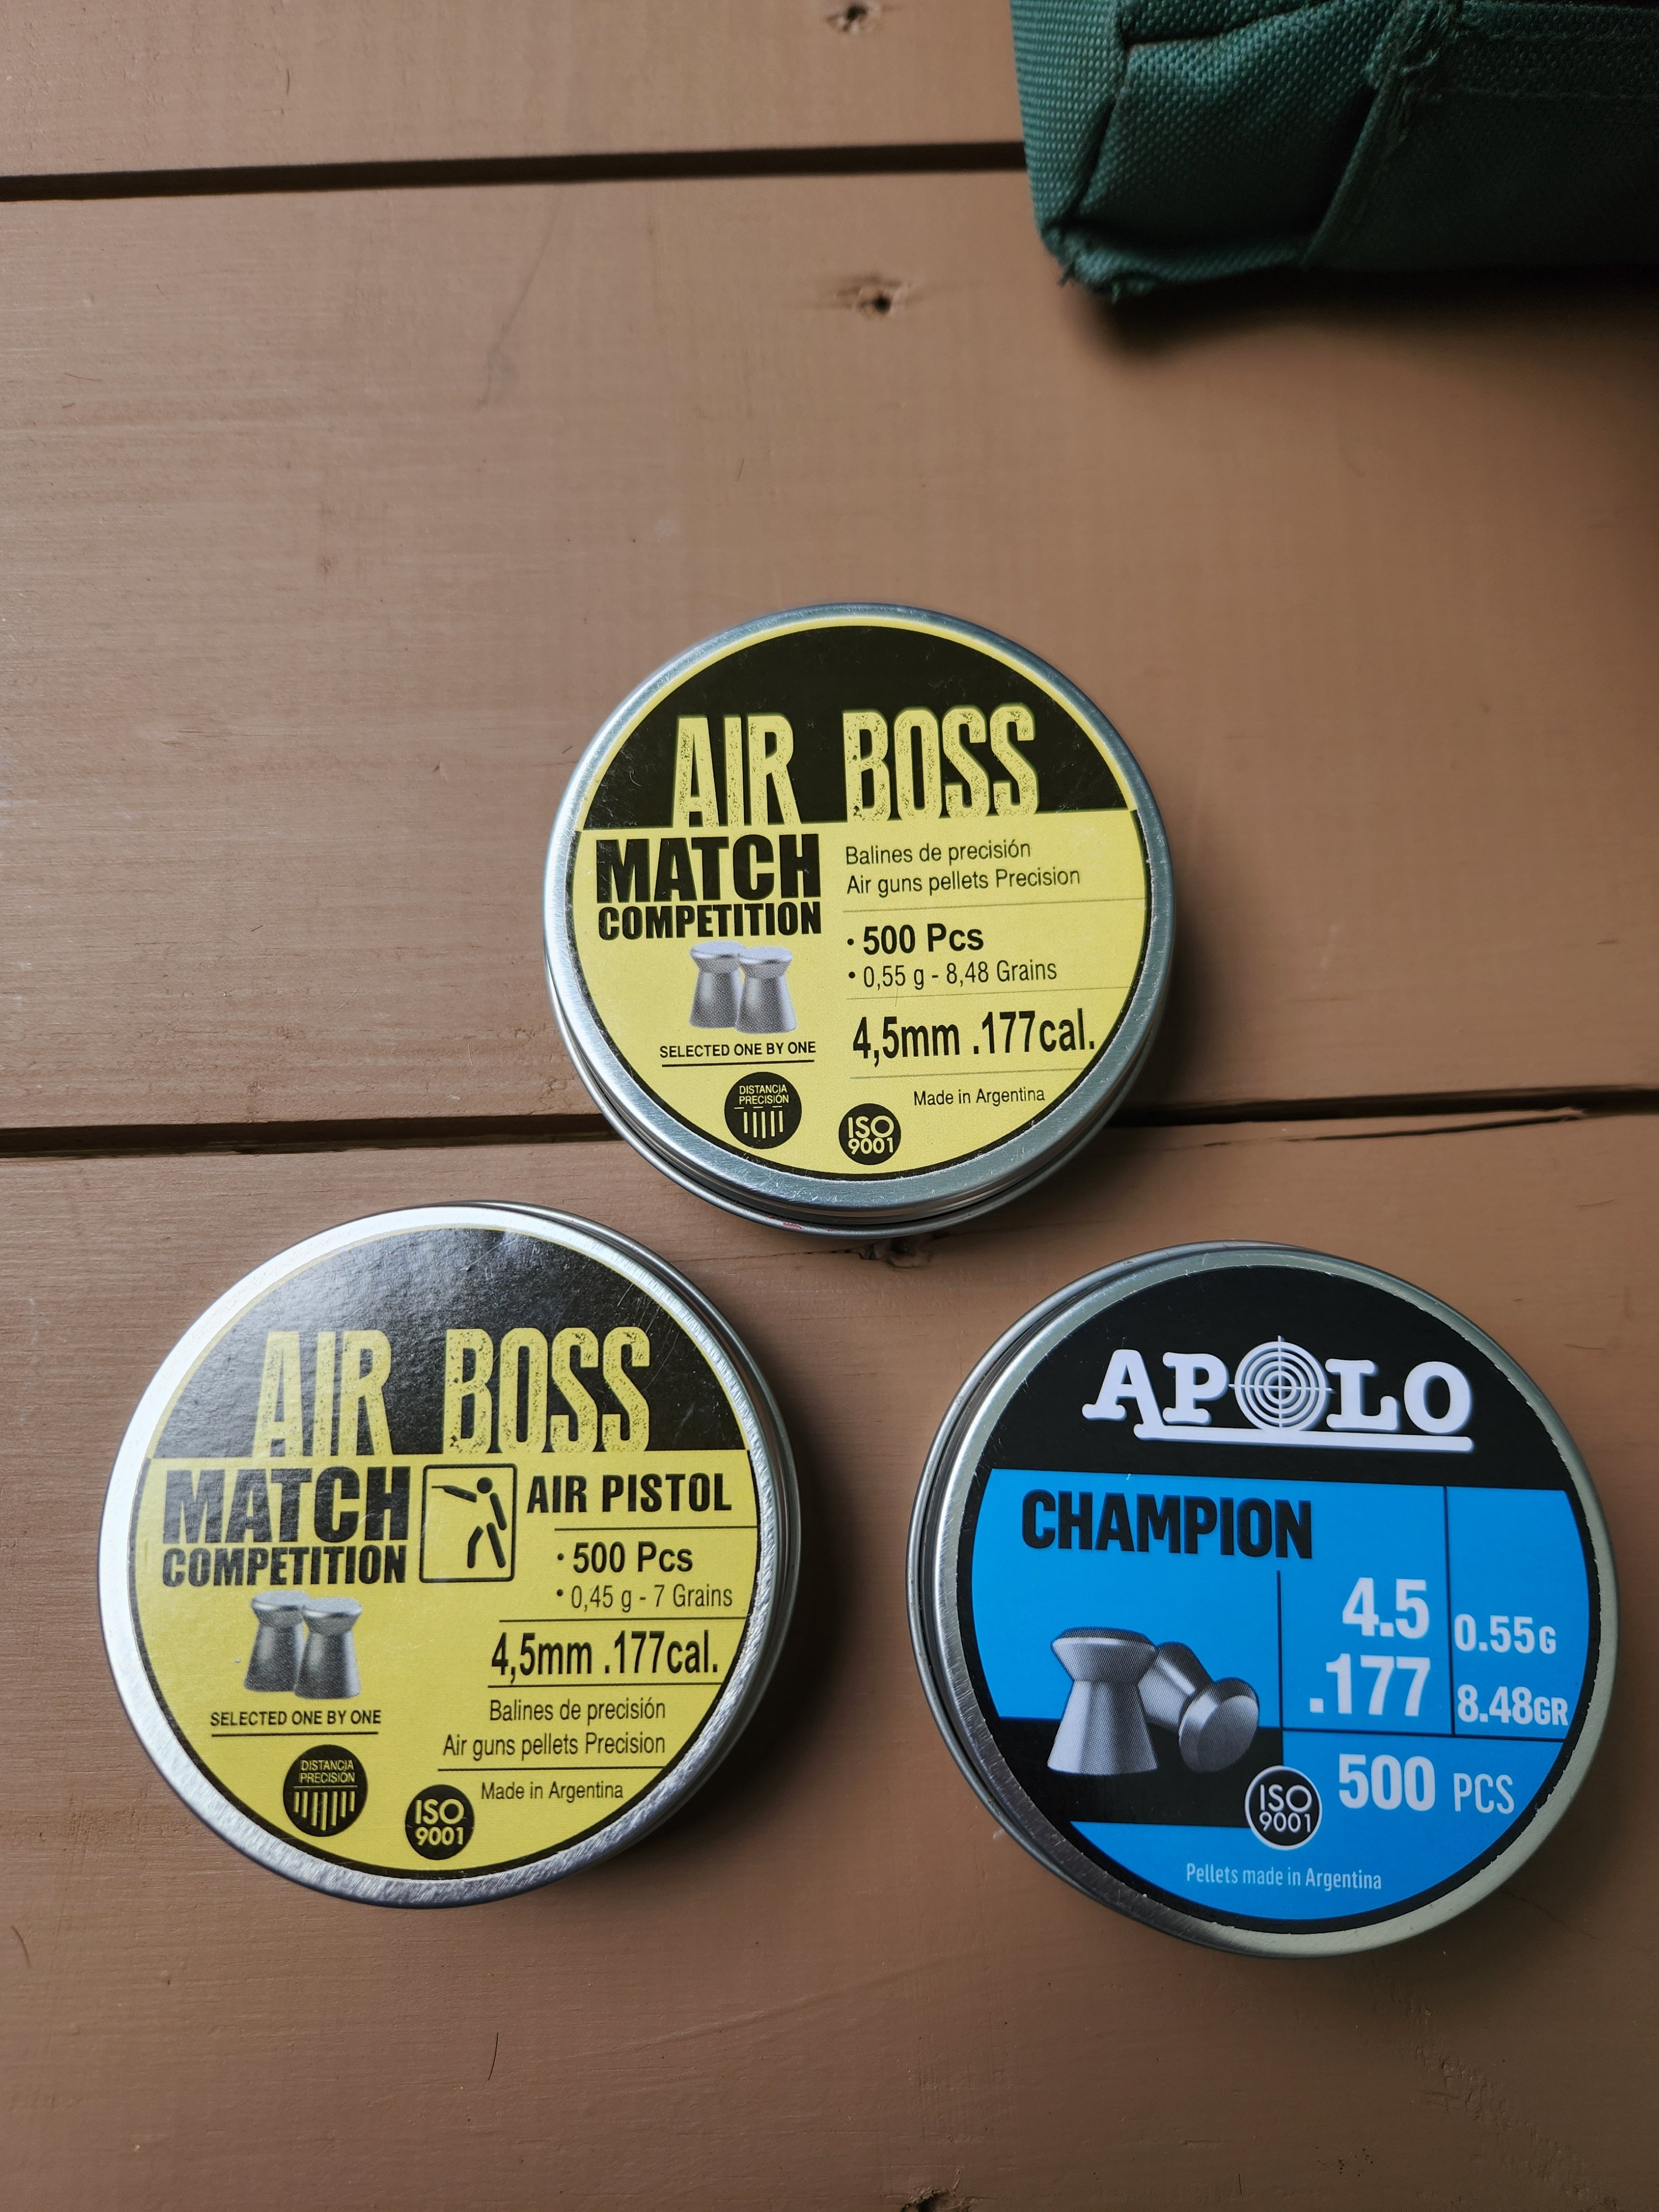 AIR BOSS
MATCH
COMPETITION
SELECTED ONE BY ONE
DISTANCIA
PRECISIÓN
Balines de precisión
Air guns pellets Precision
• 500 Pcs
• 0,55 g - 8,48 Grains
4,5mm .177cal.
Made in Argentina
ISO
9001
AIR BOSS
MATCH
COMPETITION
AIR PISTOL
• 500 Pcs
• 0,45 g - 7 Grains
4,5mm .177cal.
SELECTED ONE BY ONE
Balines de precisión
Air guns pellets Precision
DISTANCIA
PRECISIÓN
ISO
9001
Made in Argentina
APOLO
CHAMPION
4.5
.177
0.55G
8.48GR
500 PCS
ISO
9001
Pellets made in Argentina